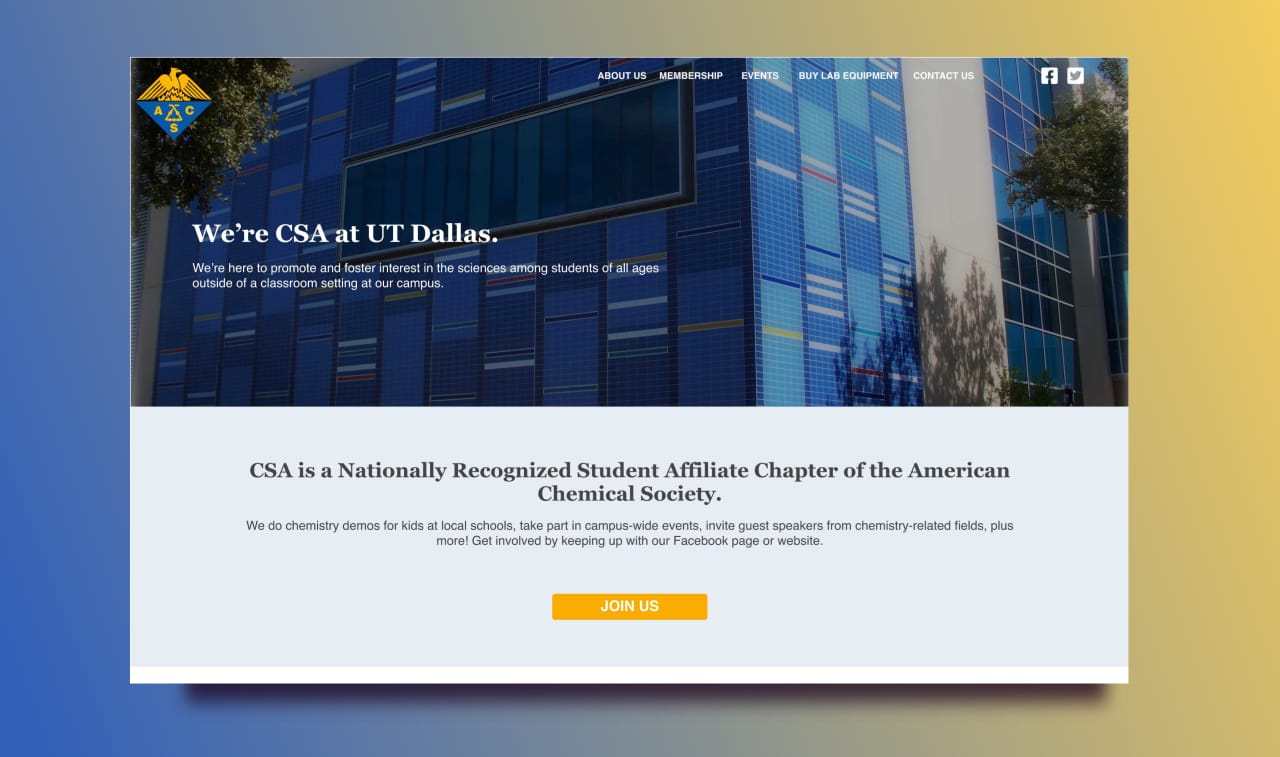 ABOUT US MEMBERSHIP EVENTS BUY LAB EQUIPMENT CONTACT US
A C
S
We’re CSA at UT Dallas.
We’re here to promote and foster interest in the sciences among students of all ages
outside of a classroom setting at our campus.
CSA is a Nationally Recognized Student Affiliate Chapter of the American
Chemical Society.
We do chemistry demos for kids at local schools, take part in campus-wide events, invite guest speakers from chemistry-related fields, plus
more! Get involved by keeping up with our Facebook page or website.
JOIN US